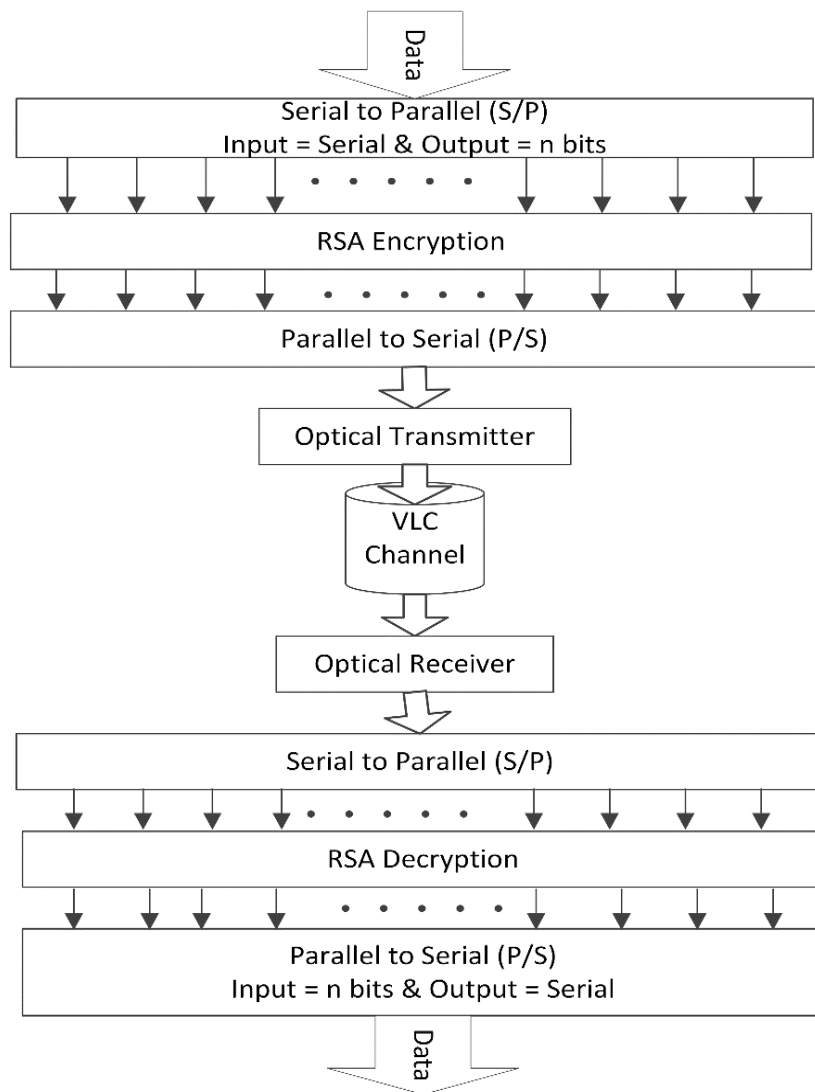 Data
Serial to Parallel (S/P)
Input = Serial & Output = n bits
RSA Encryption
Parallel to Serial (P/S)
Optical Transmitter
VLC
Channel
Optical Receiver
Serial to Parallel (S/P)
RSA Decryption
Parallel to Serial (P/S)
Input = n bits & Output = Serial
Data